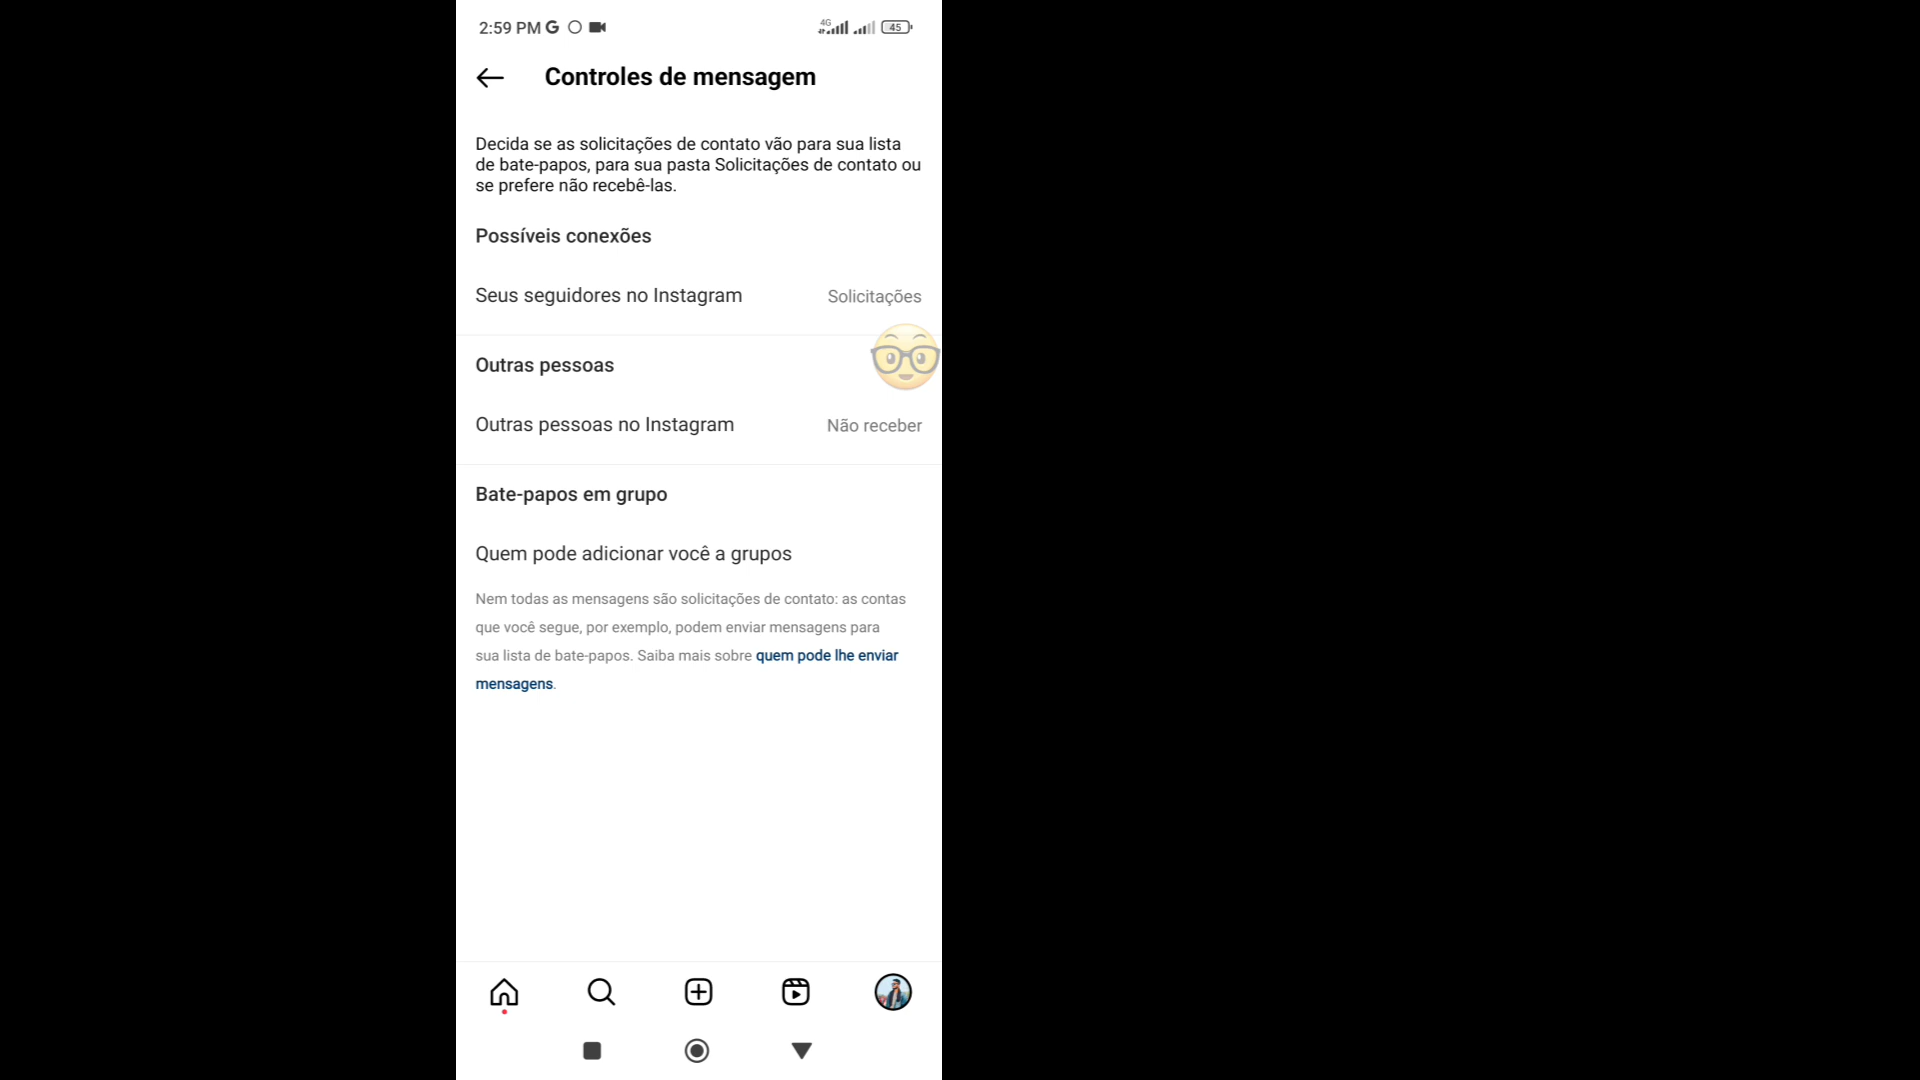 2:59 PM G
4G
45
Controles de mensagem
Decida se as solicitações de contato vão para sua lista
de bate-papos, para sua pasta Solicitações de contato ou
se prefere não recebê-las.
Possíveis conexões
Seus seguidores no Instagram Solicitações
Outras pessoas
Outras pessoas no Instagram Não receber
Bate-papos em grupo
Quem pode adicionar você a grupos
Nem todas as mensagens são solicitações de contato: as contas
que você segue, por exemplo, podem enviar mensagens para
sua lista de bate-papos. Saiba mais sobre quem pode lhe enviar
mensagens.